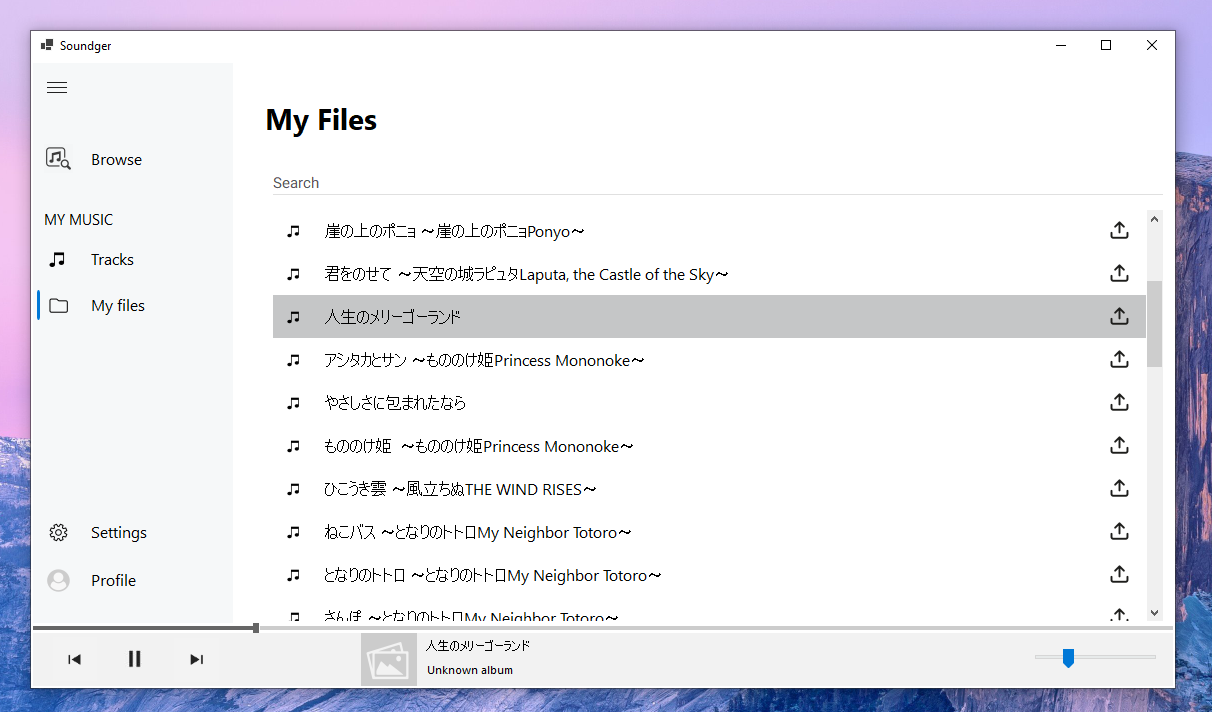 Soundger
Browse
MY MUSIC
Tracks
My files
Settings
Profile
My Files
Search
崖の上のポニョ ～崖の上のポニョPonyo～
君をのせて ～天空の城ラピュタLaputa, the Castle of the Sky～
人生のメリーゴーランド
アシタカとサン ～もののけ姫Princess Mononoke～
やさしさに包まれたなら
もののけ姫 ～もののけ姫Princess Mononoke～
ひこうき雲 ～風立ちぬTHE WIND RISES～
ねこバス ～となりのトトロMy Neighbor Totoro～
となりのトトロ ～となりのトトロMy Neighbor Totoro～
さんぽ ～となりのトトロMy Neighbor Totoro～
人生のメリーゴーランド
Unknown album